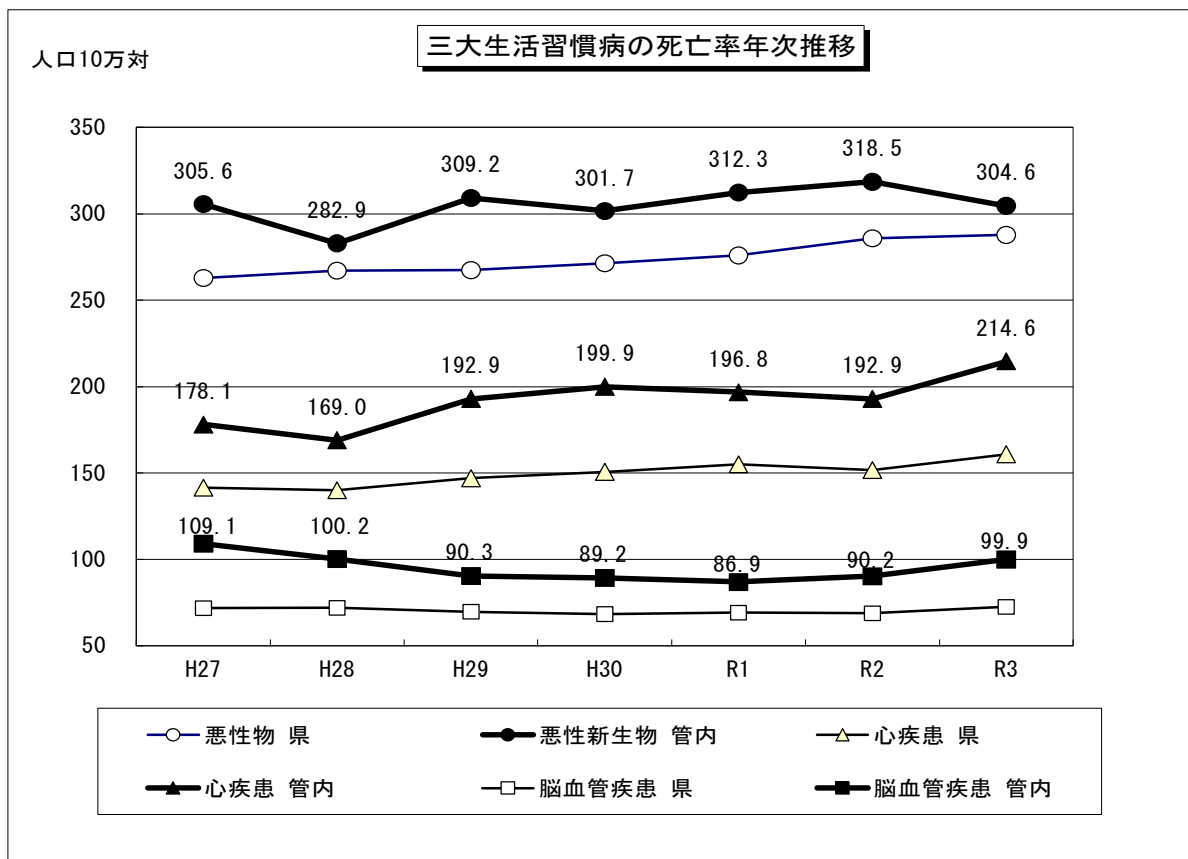 三大生活習慣病の死亡率年次推移
人口10万対
350
300
250
200
150
100
50
305.6 282.9 309.2 301.7 312.3 318.5 304.6
178.1 169.0 192.9 199.9 196.8 192.9 214.6
109.1 100.2 90.3 89.2 86.9 90.2 99.9
H27 H28 H29 H30 R1 R2 R3
悪性物 県 悪性新生物 管内 心疾患 県
心疾患 管内 脳血管疾患 県 脳血管疾患 管内